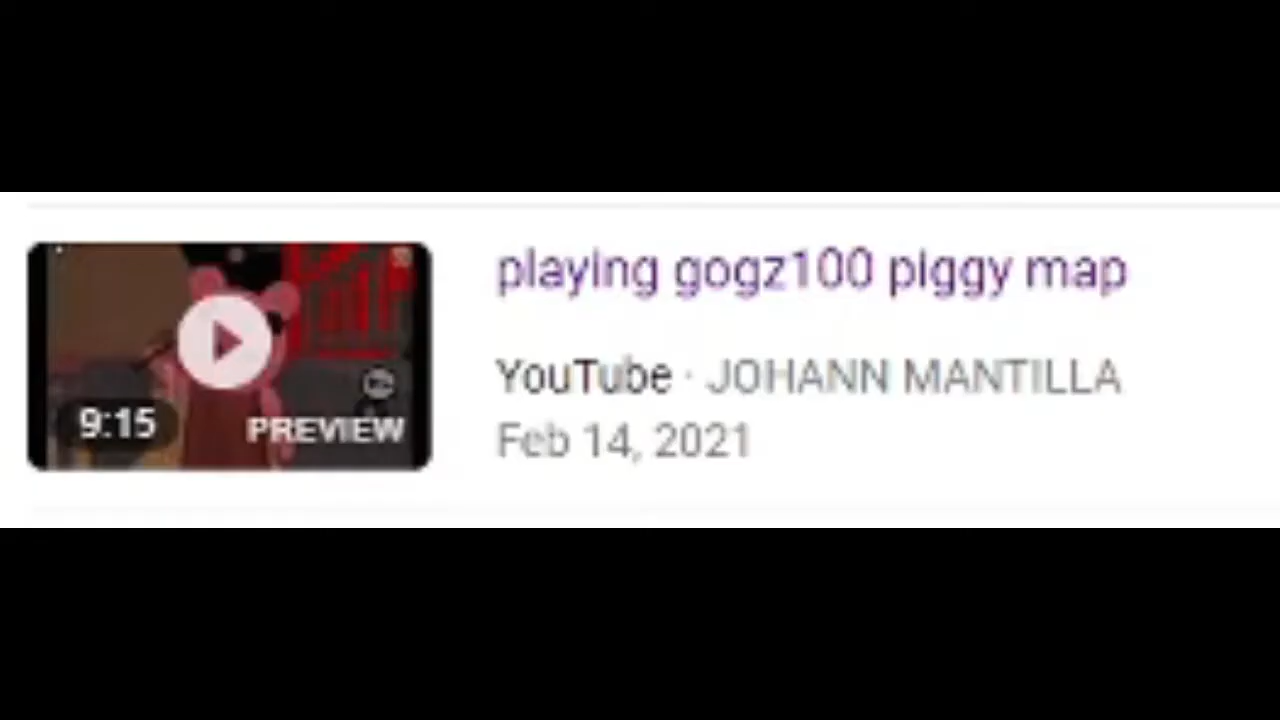 playing gogz100 piggy map
YouTube · JOHANN MANTILLA
Feb 14, 2021
9:15
PREVIEW